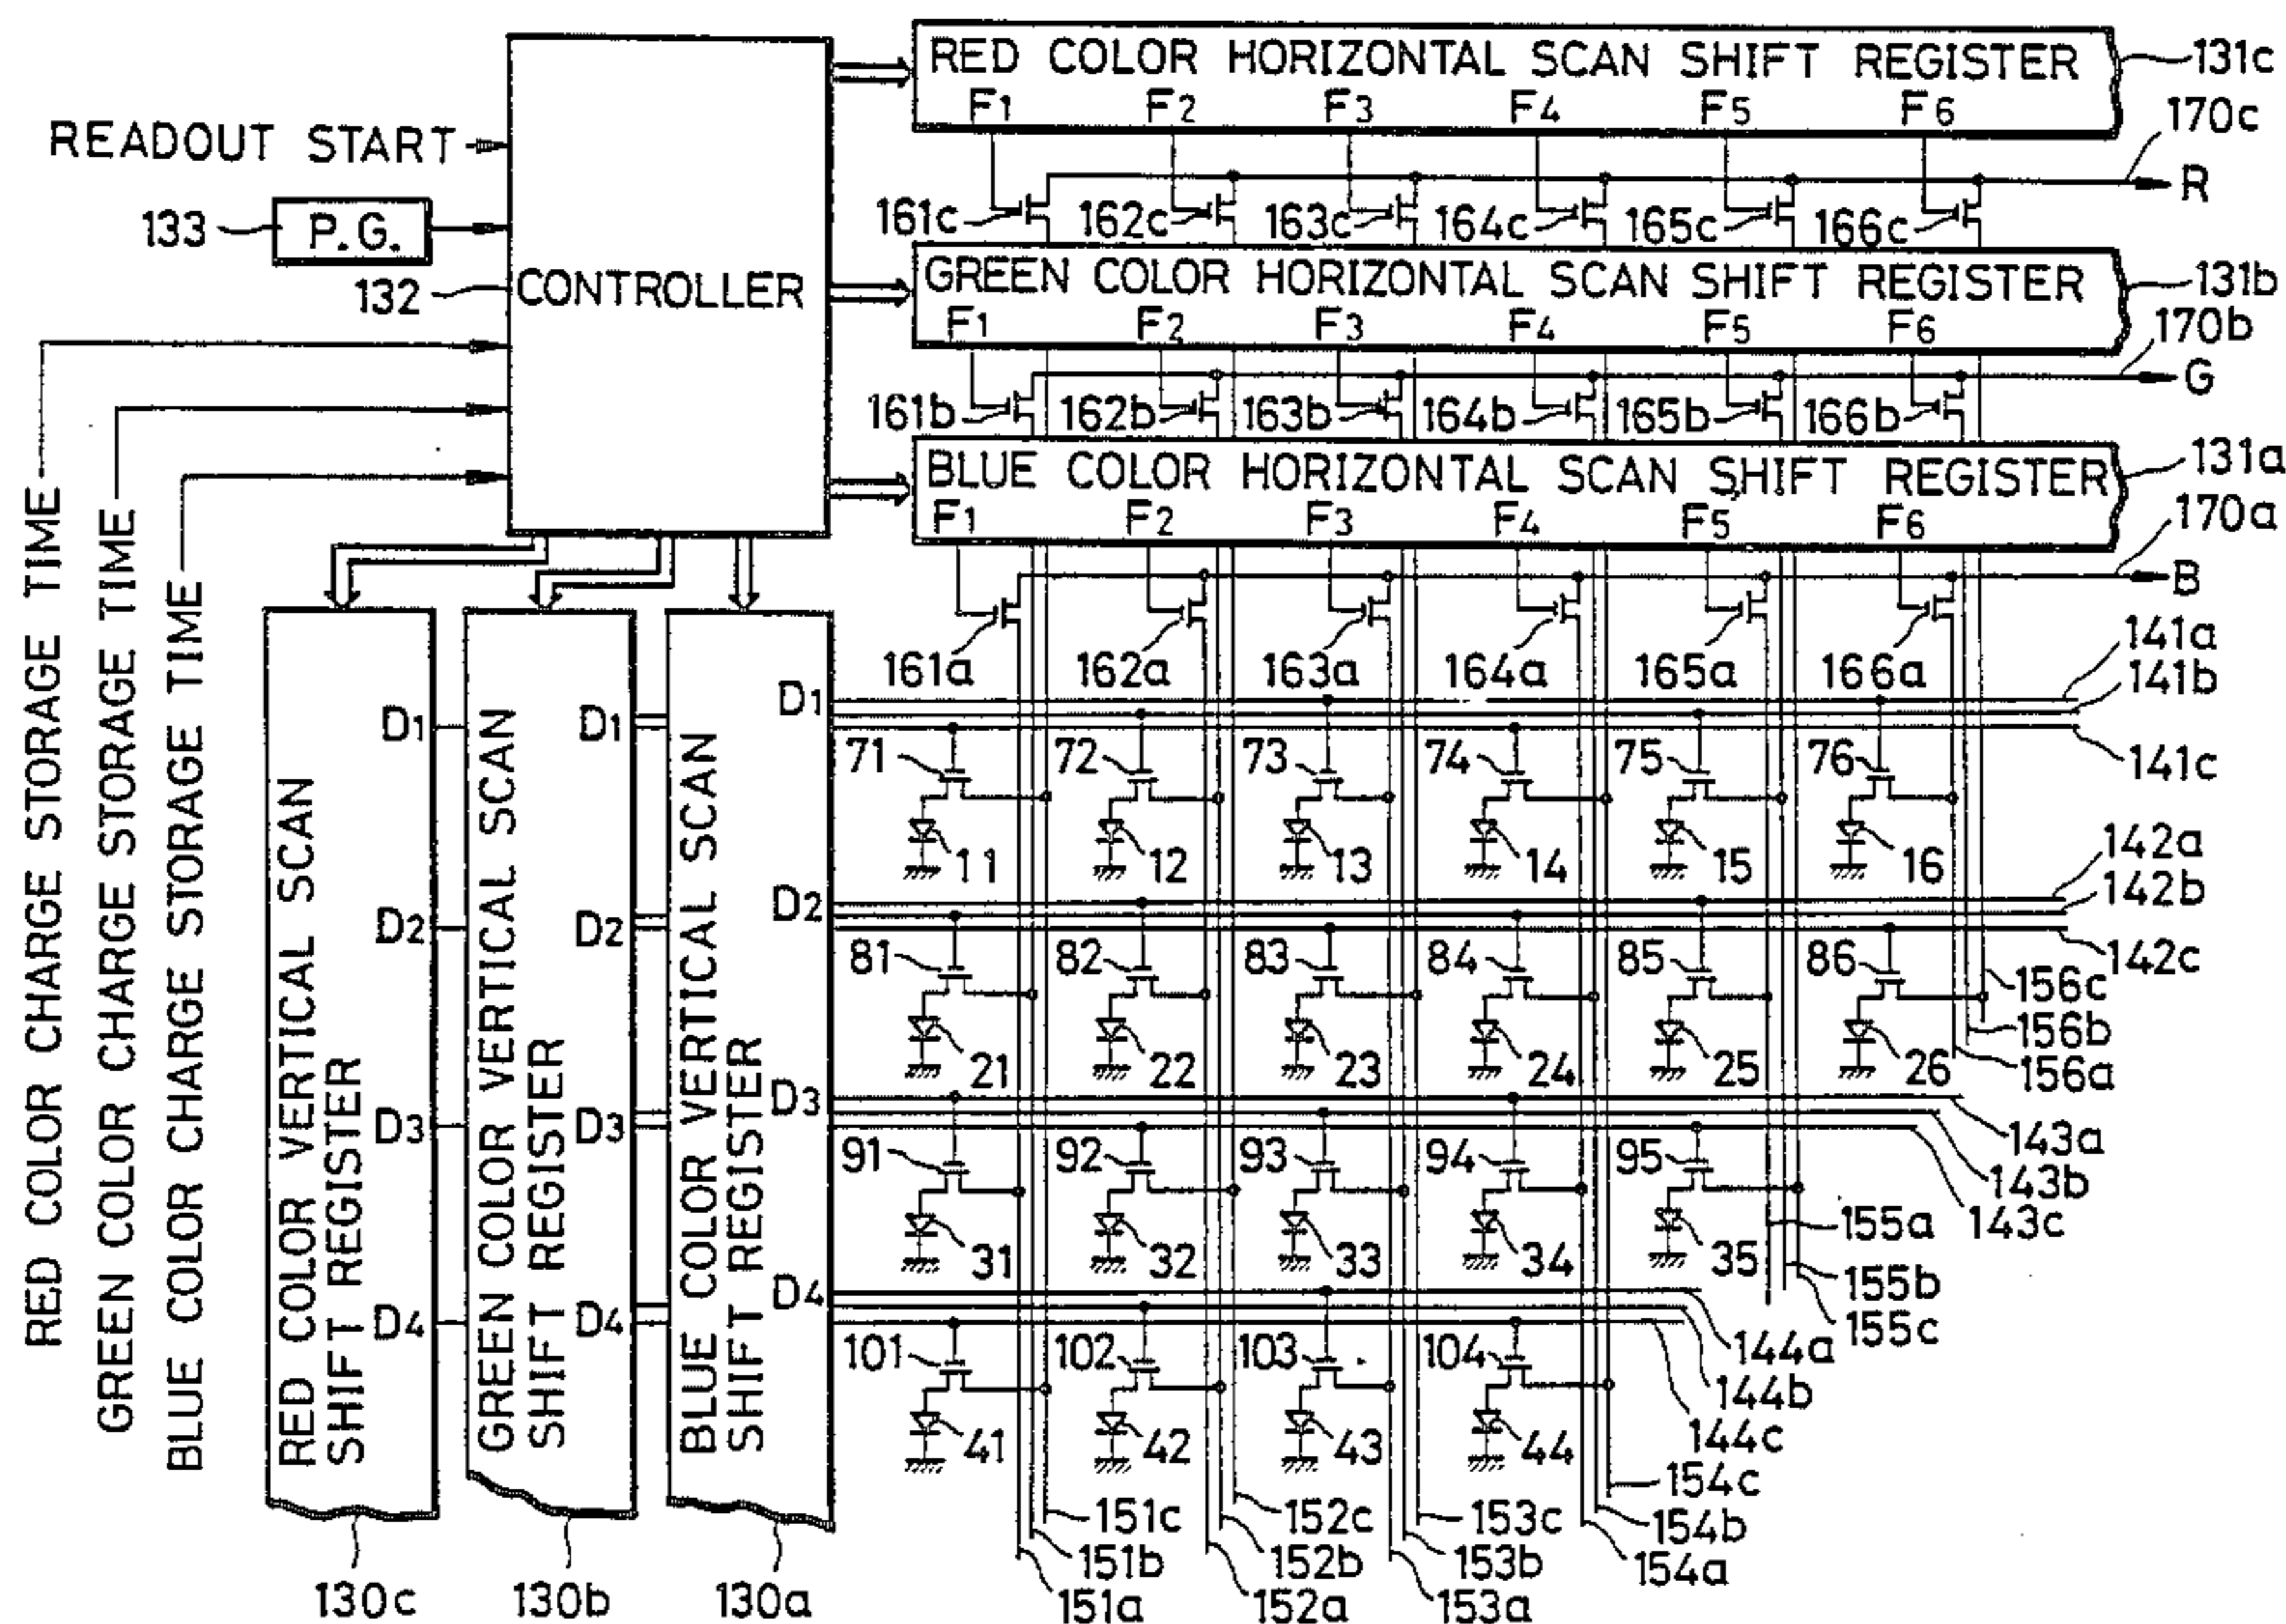 RED COLOR HORIZONTAL SCAN SHIFT REGISTER
F1 F2 F3 F4 F5 F6
131c
170c
READOUT START
R
161c 162c 163c 164c 165c 166c
133 P.G.
132 CONTROLLER
GREEN COLOR HORIZONTAL SCAN SHIFT REGISTER
F1 F2 F3 F4 F5 F6
131b
170b
G
161b 162b 163b 164b 165b 166b
BLUE COLOR HORIZONTAL SCAN SHIFT REGISTER
F1 F2 F3 F4 F5 F6
131a
170a
B
161a 162a 163a 164a 165a 166a
RED COLOR CHARGE STORAGE TIME
GREEN COLOR CHARGE STORAGE TIME
BLUE COLOR CHARGE STORAGE TIME
RED COLOR VERTICAL SCAN
SHIFT REGISTER
GREEN COLOR VERTICAL SCAN
SHIFT REGISTER
BLUE COLOR VERTICAL SCAN
SHIFT REGISTER
D1 D1 D1
141a
141b
141c
71 72 73 74 75 76
11 12 13 14 15 16
D2 D2 D2
142a
142b
142c
81 82 83 84 85 86
21 22 23 24 25 26
156c
156b
156a
D3 D3 D3
143a
143b
143c
91 92 93 94 95
31 32 33 34 35
155a
155b
155c
D4 D4 D4
144a
144b
144c
101 102 103 104
41 42 43 44
151c 152c 153c 154c
151b 152b 153b 154b
151a 152a 153a 154a
130c 130b 130a